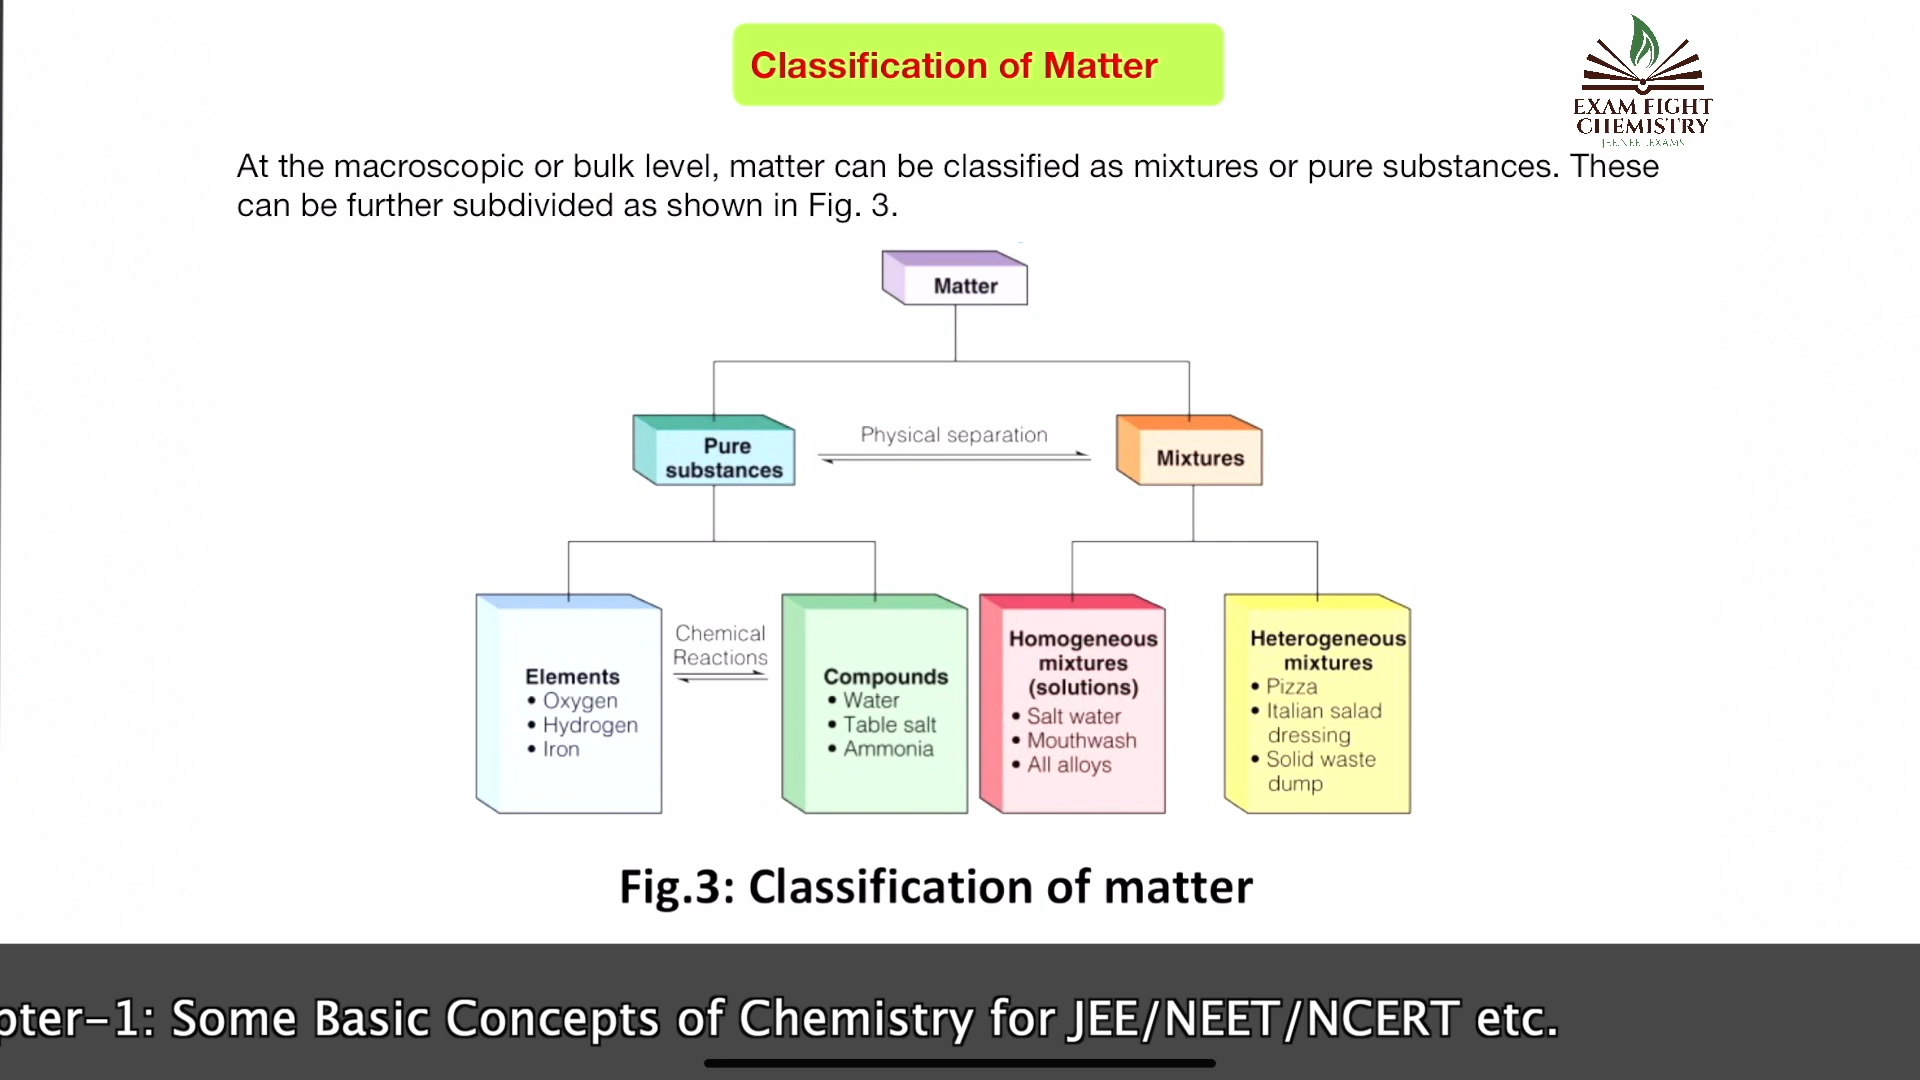 Classification of Matter
EXAM FIGHT
CHEMISTRY
At the macroscopic or bulk level, matter can be classified as mixtures or pure substances. These
can be further subdivided as shown in Fig. 3.
Matter
Pure
substances
Physical separation
Mixtures
Elements
• Oxygen
• Hydrogen
• Iron
Chemical
Reactions
Compounds
• Water
• Table salt
• Ammonia
Homogeneous
mixtures
(solutions)
• Salt water
• Mouthwash
• All alloys
Heterogeneous
mixtures
• Pizza
• Italian salad
dressing
• Solid waste
dump
Fig.3: Classification of matter
pter-1: Some Basic Concepts of Chemistry for JEE/NEET/NCERT etc.